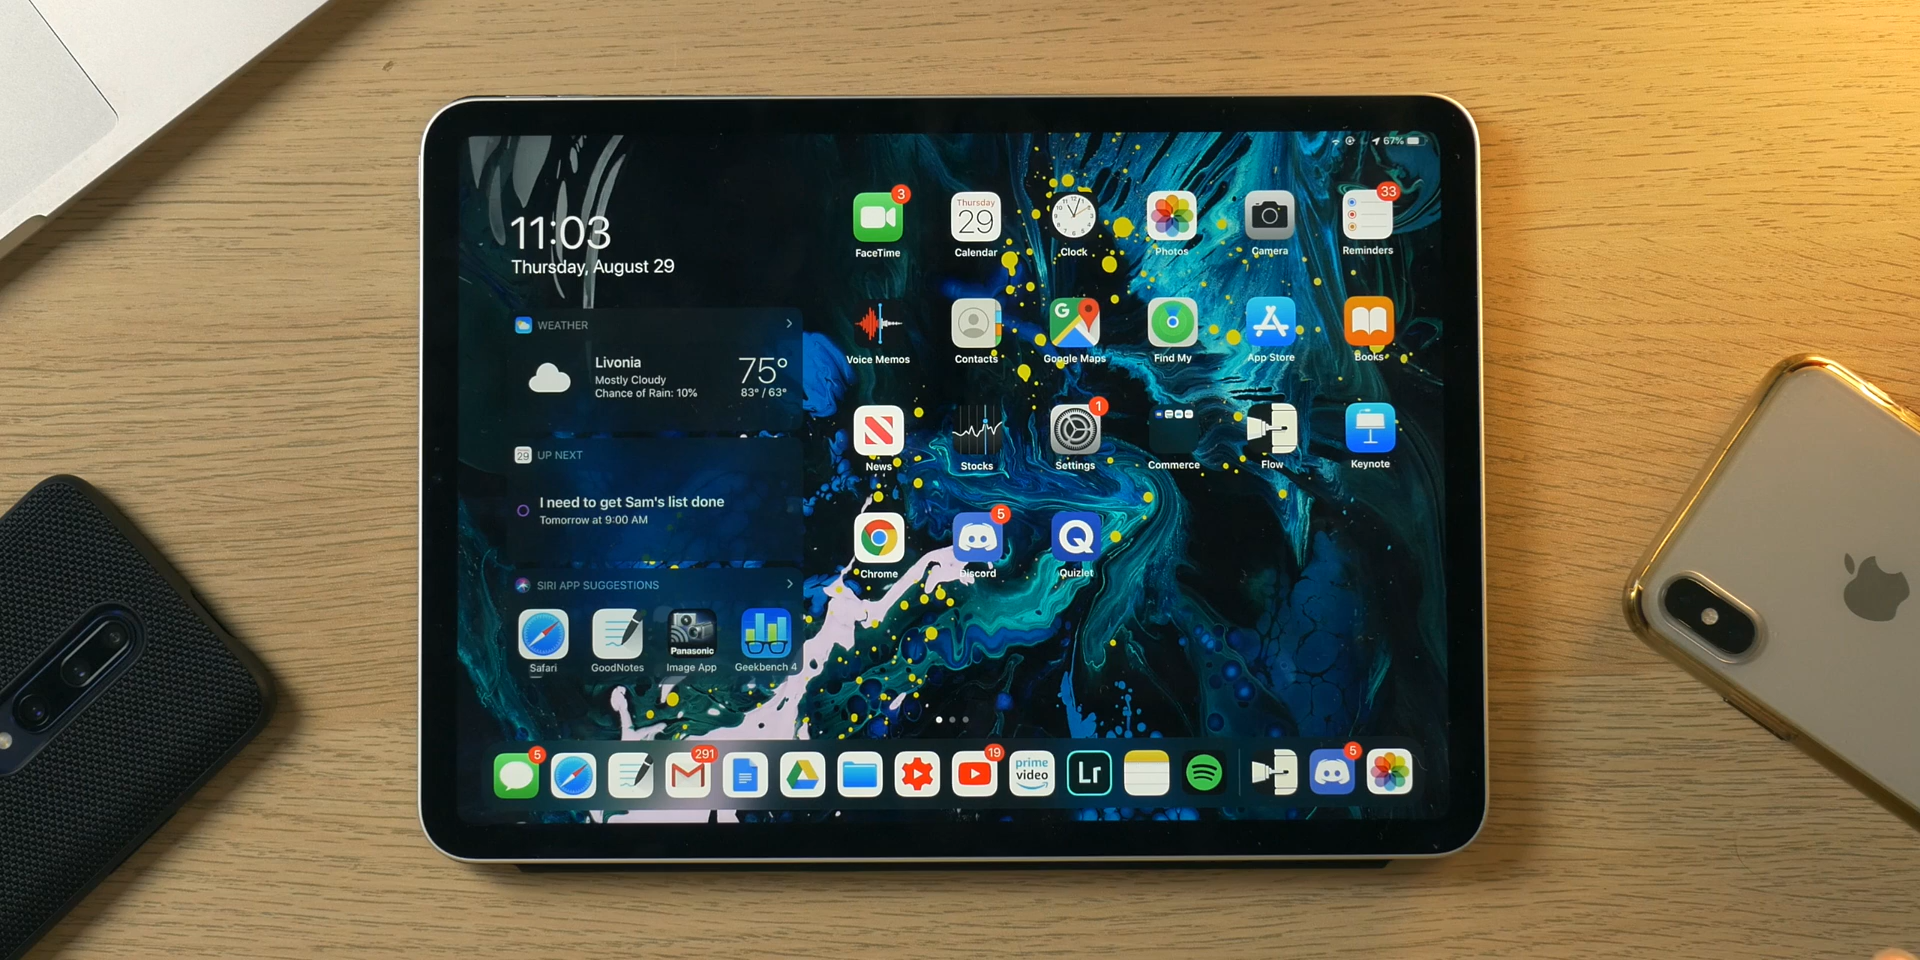 67%
11:03
Thursday, August 29
WEATHER
Livonia
Mostly Cloudy
Chance of Rain: 10%
75°
83° / 63°
29
UP NEXT
I need to get Sam's list done
Tomorrow at 9:00 AM
SIRI APP SUGGESTIONS
Panasonic
Safari
GoodNotes
Image App
Geekbench 4
3
Thursday
29
33
FaceTime
Calendar
Clock
Photos
Camera
Reminders
G
Voice Memos
Contacts
Google Maps
Find My
App Store
Books
1
News
Stocks
Settings
Commerce
Flow
Keynote
5
Q
Chrome
Discord
Quizlet
5
291
19
prime
video
Lr
5